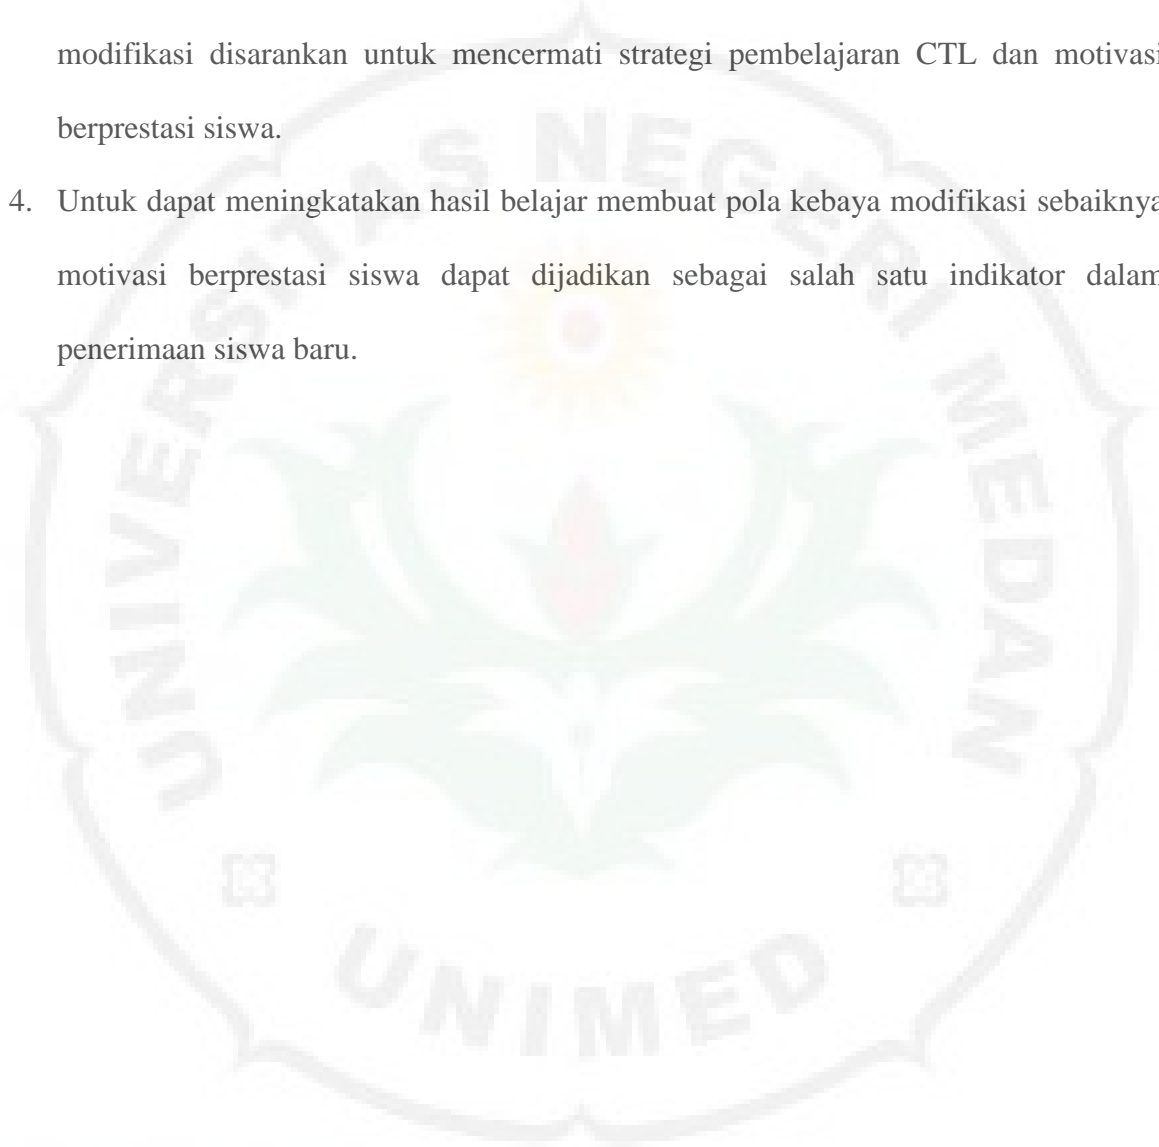 modifikasi disarankan untuk mencermati strategi pembelajaran CTL dan motivasi
berprestasi siswa.
4. Untuk dapat meningkatakan hasil belajar membuat pola kebaya modifikasi sebaiknya
motivasi berprestasi siswa dapat dijadikan sebagai salah satu indikator dalam
penerimaan siswa baru.
UNIVERSITAS NEGERI MEDAN
UNIMED